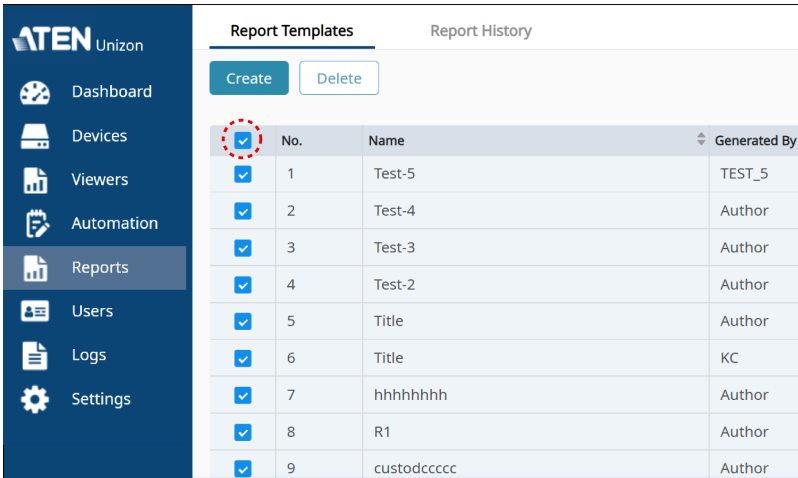 ATEN Unizon
Dashboard
Devices
Viewers
Automation
Reports
Users
Logs
Settings
Report Templates Report History
Create Delete
No. Name Generated By
1 Test-5 TEST_5
2 Test-4 Author
3 Test-3 Author
4 Test-2 Author
5 Title Author
6 Title KC
7 hhhhhhhh Author
8 R1 Author
9 custodccccc Author